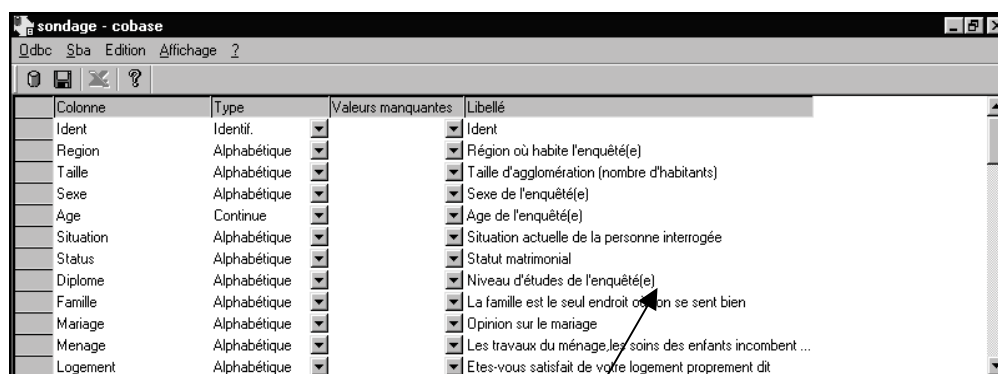 sondage - cobase
Odbc Sba Edition Affichage ?
Colonne Type Valeurs manquantes Libellé
Ident Identif. Ident
Region Alphabétique Région où habite l'enquêté(e)
Taille Alphabétique Taille d'agglomération (nombre d'habitants)
Sexe Alphabétique Sexe de l'enquêté(e)
Age Continue Age de l'enquêté(e)
Situation Alphabétique Situation actuelle de la personne interrogée
Status Alphabétique Statut matrimonial
Diplome Alphabétique Niveau d'études de l'enquêté(e)
Famille Alphabétique La famille est le seul endroit où on se sent bien
Mariage Alphabétique Opinion sur le mariage
Menage Alphabétique Les travaux du ménage,les soins des enfants incombent ...
Logement Alphabétique Etes-vous satisfait de votre logement proprement dit